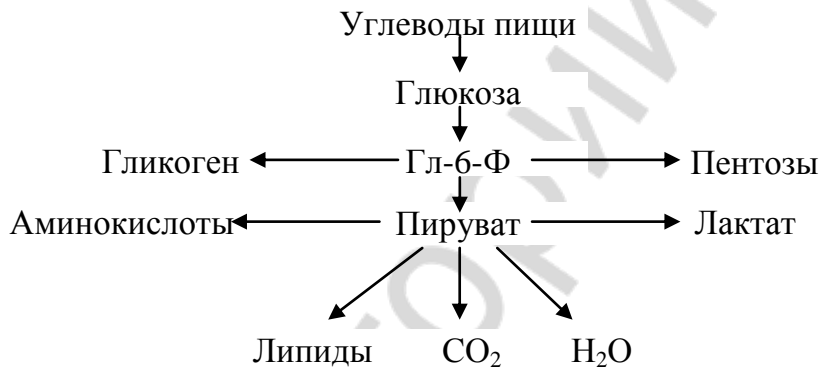 Углеводы пищи
Глюкоза
Гликоген Гл-6-Ф Пентозы
Аминокислоты Пируват Лактат
Липиды CO₂ H₂O